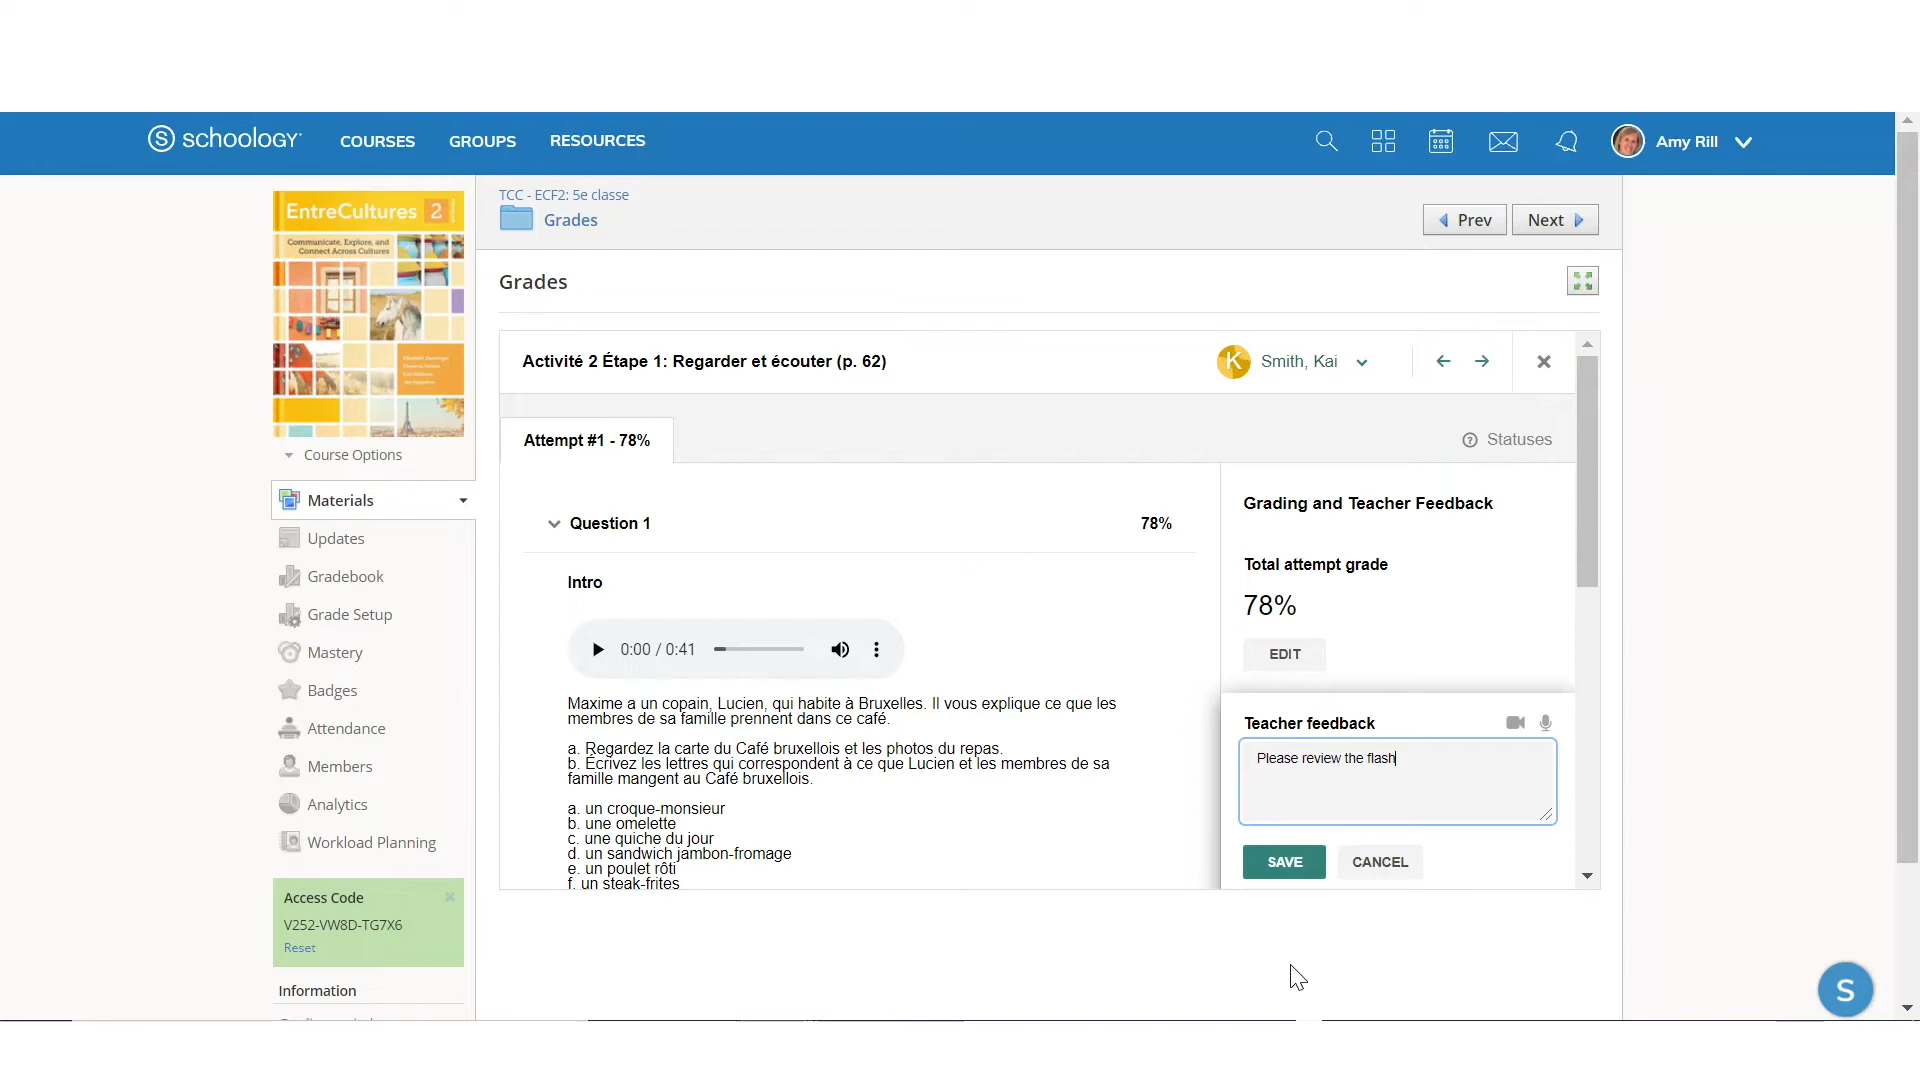 schoology
COURSES
GROUPS
RESOURCES
Amy Rill
EntreCultures 2
Communicate, Explore, and
Connect Across Cultures
Course Options
Materials
Updates
Gradebook
Grade Setup
Mastery
Badges
Attendance
Members
Analytics
Workload Planning
Access Code
V252-VW8D-TG7X6
Reset
Information
TCC - ECF2: 5e classe
Grades
Prev
Next
Grades
Activité 2 Étape 1: Regarder et écouter (p. 62)
K
Smith, Kai
Attempt #1 - 78%
Statuses
Question 1
78%
Intro
0:00 / 0:41
Maxime a un copain, Lucien, qui habite à Bruxelles. Il vous explique ce que les
membres de sa famille prennent dans ce café.
a. Regardez la carte du Café bruxellois et les photos du repas.
b. Écrivez les lettres qui correspondent à ce que Lucien et les membres de sa
famille mangent au Café bruxellois.
a. un croque-monsieur
b. une omelette
c. une quiche du jour
d. un sandwich jambon-fromage
e. un poulet rôti
f. un steak-frites
Grading and Teacher Feedback
Total attempt grade
78%
EDIT
Teacher feedback
Please review the flash
SAVE
CANCEL
S